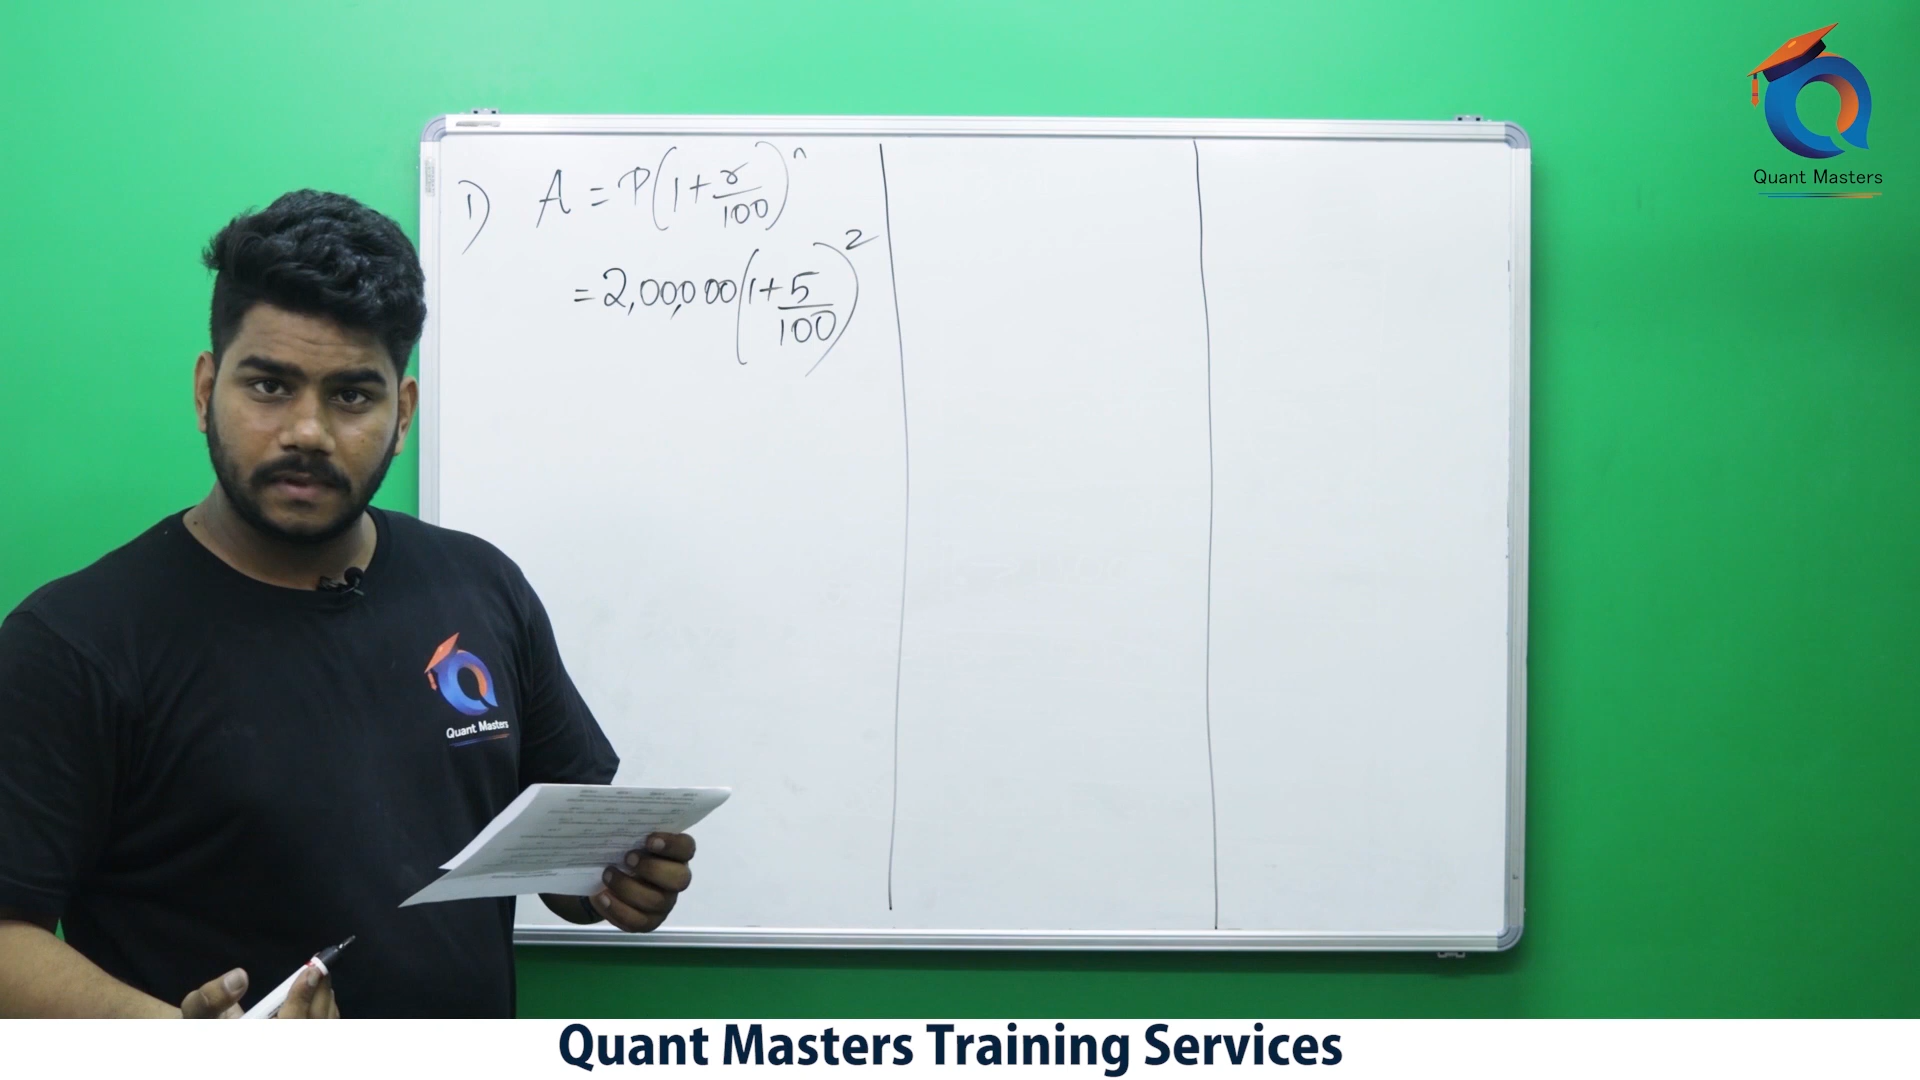 1) A = P(1 + r/100)^n
= 2,00,000(1 + 5/100)^2
Quant Masters
Quant Masters
Quant Masters Training Services